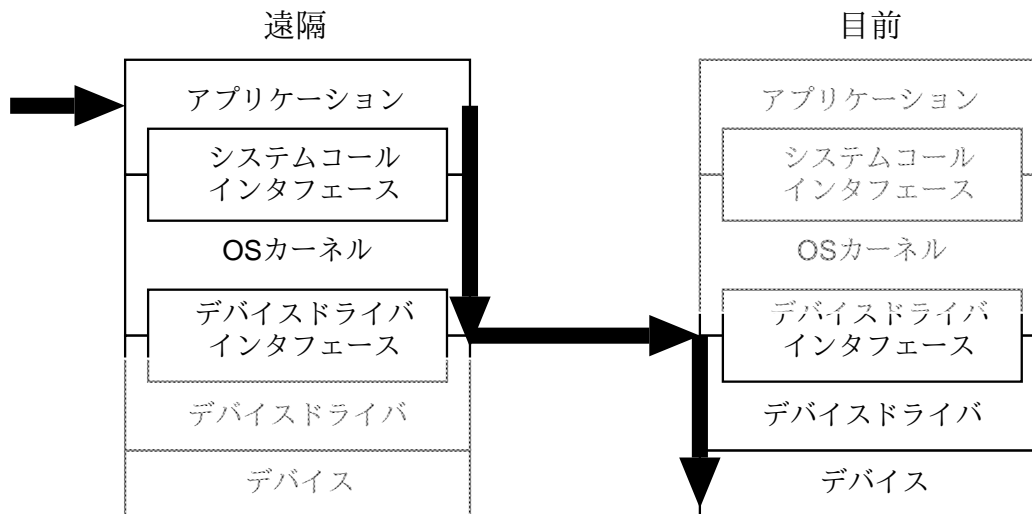 遠隔
アプリケーション
システムコール
インタフェース
OSカーネル
デバイスドライバ
インタフェース
デバイスドライバ
デバイス
目前
アプリケーション
システムコール
インタフェース
OSカーネル
デバイスドライバ
インタフェース
デバイスドライバ
デバイス